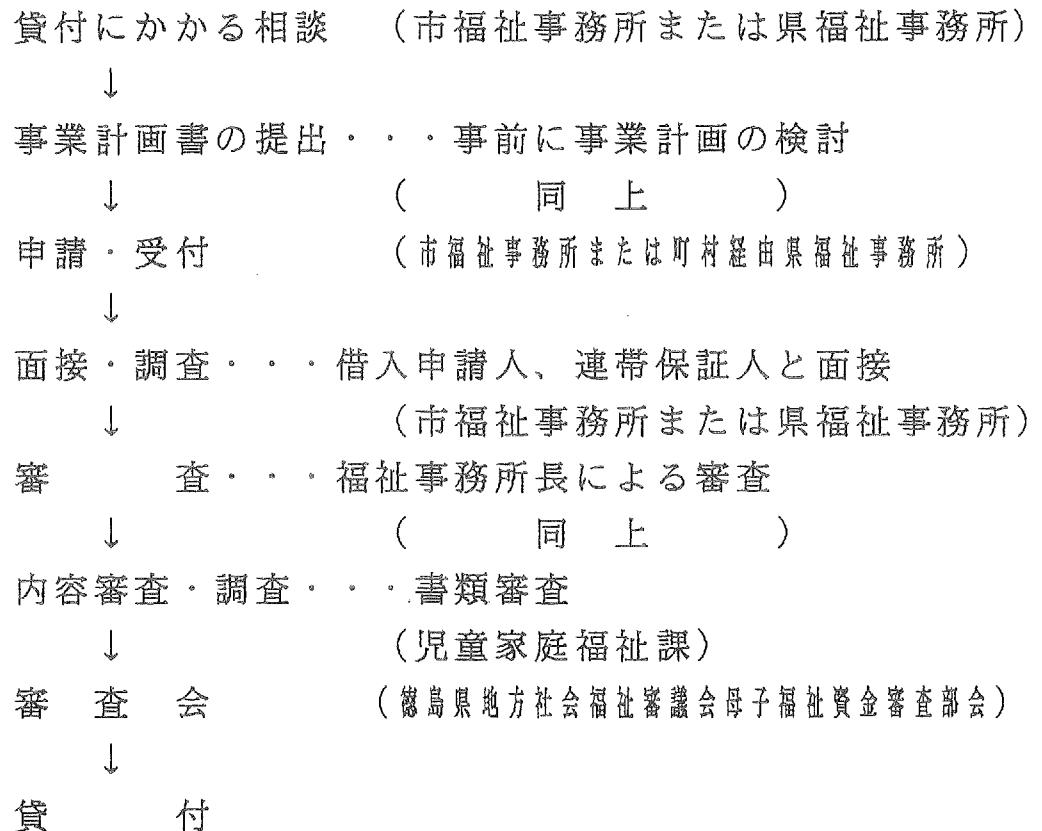 貸付にかかる相談　（市福祉事務所または県福祉事務所）
↓
事業計画書の提出・・・事前に事業計画の検討
↓　（　同　上　）
申請・受付　（市福祉事務所または町村経由県福祉事務所）
↓
面接・調査・・・借入申請人、連帯保証人と面接
↓　（市福祉事務所または県福祉事務所）
審　査・・・福祉事務所長による審査
↓　（　同　上　）
内容審査・調査・・・書類審査
↓　（児童家庭福祉課）
審　査　会　（徳島県地方社会福祉審議会母子福祉資金審査部会）
↓
貸　付